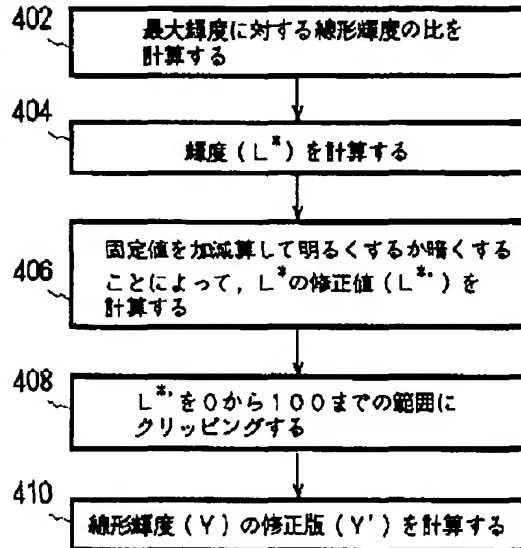 402
最大輝度に対する線形輝度の比を
計算する
404
輝度(L*)を計算する
406
固定値を加減算して明るくするか暗くする
ことによって,L*の修正値(L*')を
計算する
408
L*'を0から100までの範囲に
クリッピングする
410
線形輝度(Y)の修正版(Y')を計算する